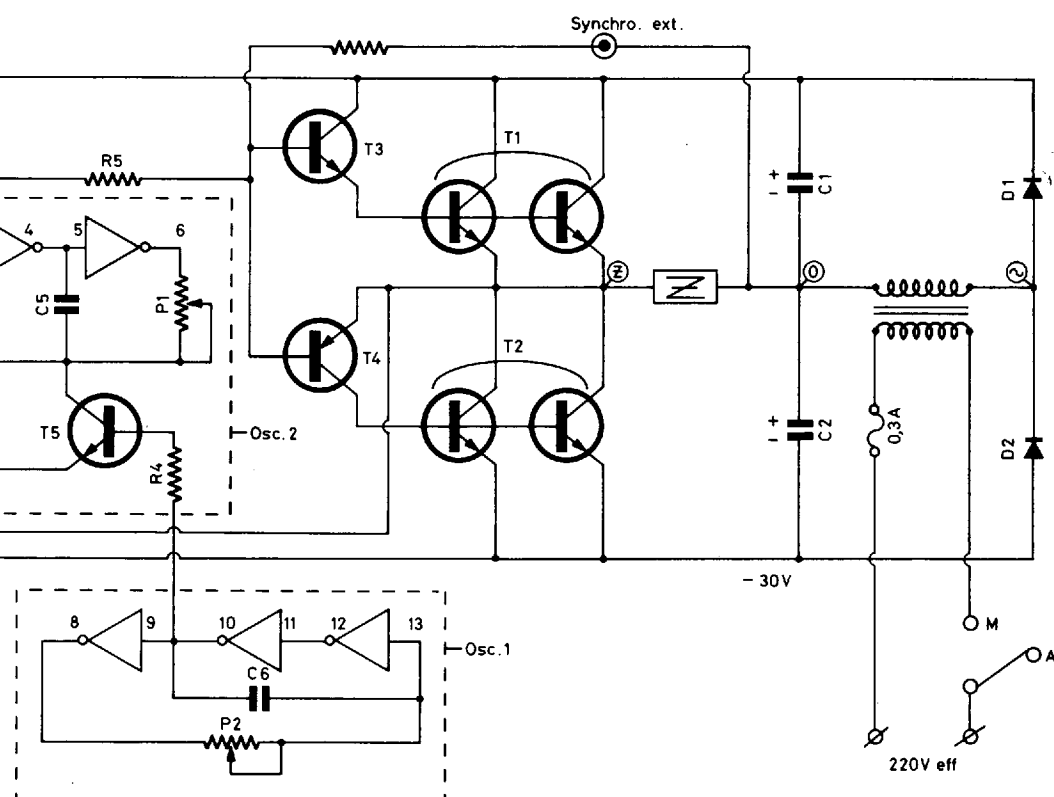 Synchro. ext.
T3
T1
R5
+
−
C1
D1
4
5
6
Z
0
~
C5
P1
T4
T2
T5
Osc.2
+
−
C2
0,3A
D2
R4
− 30V
8
9
10
11
12
13
Osc.1
M
C6
A
P2
220V eff